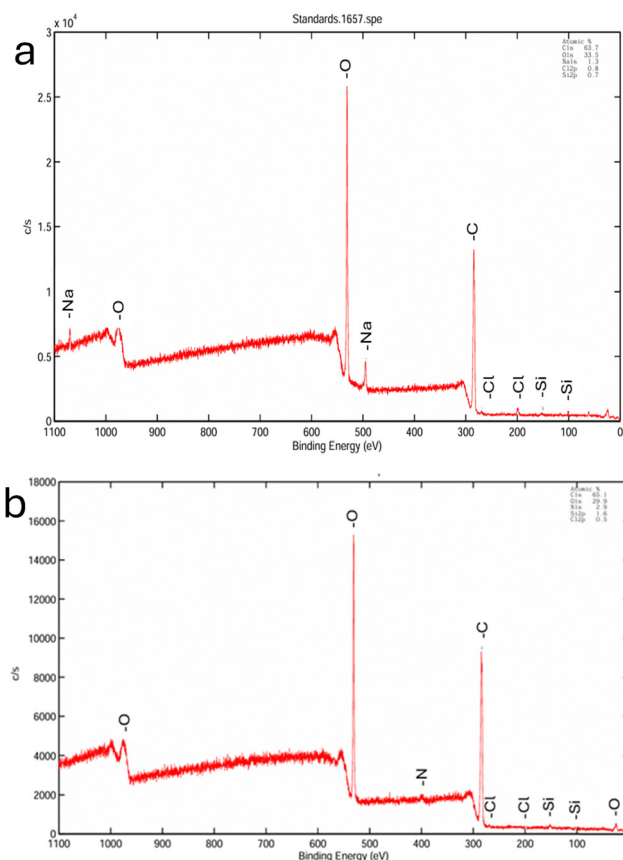 Standards.1657.spe
a
3 x 10⁴
Atomic %
C1s 63.7
O1s 33.5
Na1s 1.3
Cl2p 0.8
Si2p 0.7
-O
2.5
2
1.5
-C
1
-Na
-O
-Na
0.5
-Cl
-Cl
-Si
-Si
0
c/s
1100 1000 900 800 700 600 500 400 300 200 100 0
Binding Energy (eV)
b
18000
Atomic %
C1s 65.1
O1s 29.9
N1s 2.9
Si2p 1.6
Cl2p 0.5
16000
-O
14000
12000
10000
-C
8000
6000
-O
4000
-N
2000
-Cl
-Cl
-Si
-Si
-O
0
c/s
1100 1000 900 800 700 600 500 400 300 200 100
Binding Energy (eV)